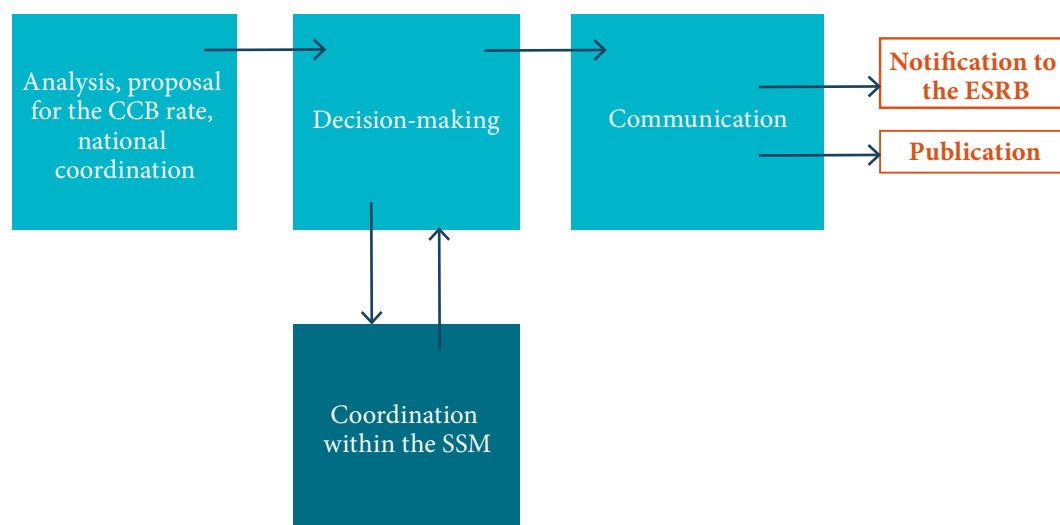 Analysis, proposal
for the CCB rate,
national
coordination
Decision-making
Communication
Notification to
the ESRB
Publication
Coordination
within the SSM